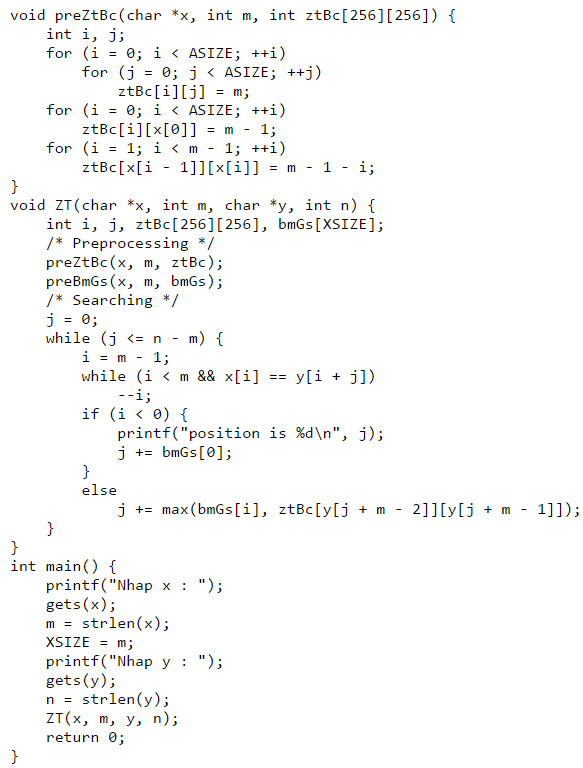 void preZtBc(char *x, int m, int ztBc[256][256]) {
    int i, j;
    for (i = 0; i < ASIZE; ++i)
        for (j = 0; j < ASIZE; ++j)
            ztBc[i][j] = m;
    for (i = 0; i < ASIZE; ++i)
        ztBc[i][x[0]] = m - 1;
    for (i = 1; i < m - 1; ++i)
        ztBc[x[i - 1]][x[i]] = m - 1 - i;
}
void ZT(char *x, int m, char *y, int n) {
    int i, j, ztBc[256][256], bmGs[XSIZE];
    /* Preprocessing */
    preZtBc(x, m, ztBc);
    preBmGs(x, m, bmGs);
    /* Searching */
    j = 0;
    while (j <= n - m) {
        i = m - 1;
        while (i < m && x[i] == y[i + j])
            --i;
        if (i < 0) {
            printf("position is %d\n", j);
            j += bmGs[0];
        }
        else
            j += max(bmGs[i], ztBc[y[j + m - 2]][y[j + m - 1]]);
    }
}
int main() {
    printf("Nhap x : ");
    gets(x);
    m = strlen(x);
    XSIZE = m;
    printf("Nhap y : ");
    gets(y);
    n = strlen(y);
    ZT(x, m, y, n);
    return 0;
}